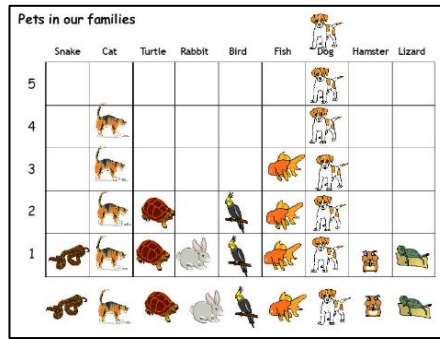 Pets in our families
Snake Cat Turtle Rabbit Bird Fish Dog Hamster Lizard
5
4
3
2
1